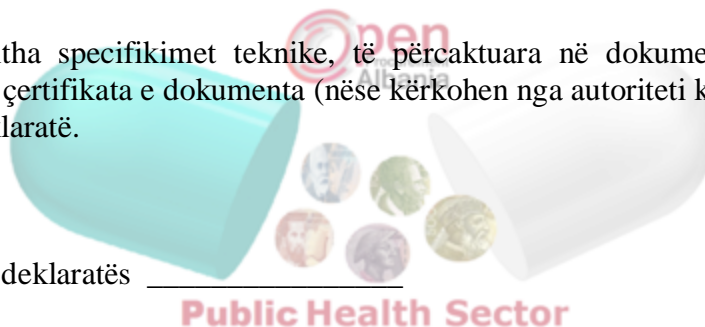 pen
Albania
tha specifikimet teknike, të përcaktuara në dokume
çertifikata e dokumenta (nëse kërkohen nga autoriteti k
laratë.
deklaratës ________________
Public Health Sector